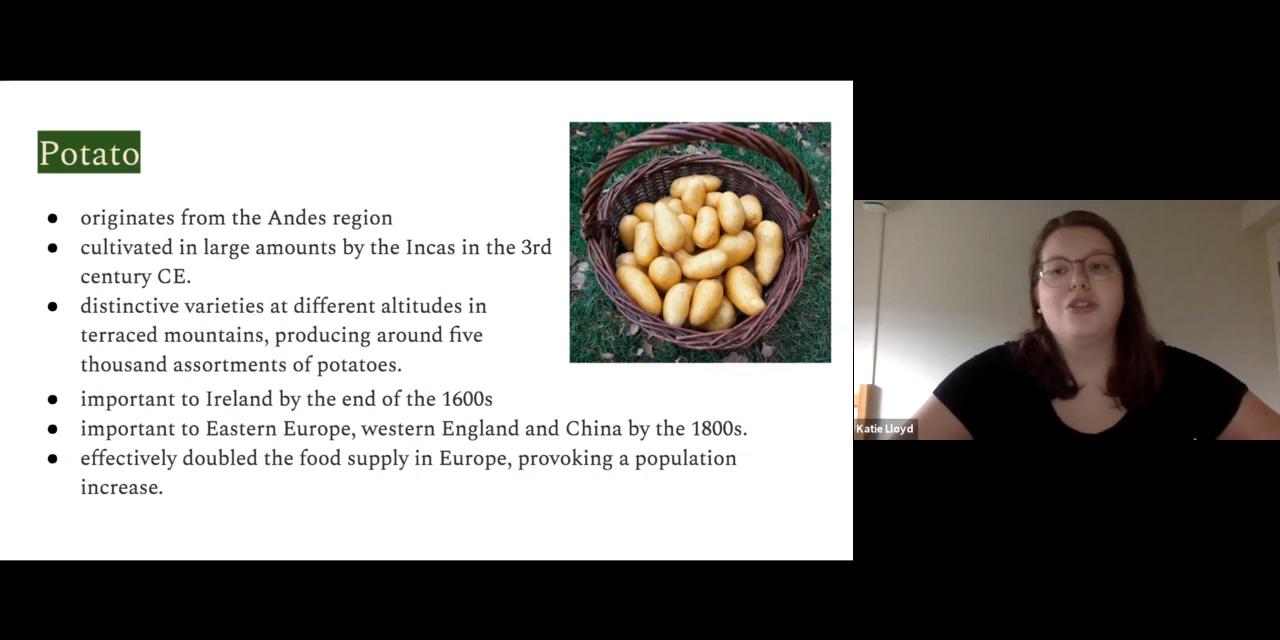 Potato
originates from the Andes region
cultivated in large amounts by the Incas in the 3rd
century CE.
distinctive varieties at different altitudes in
terraced mountains, producing around five
thousand assortments of potatoes.
important to Ireland by the end of the 1600s
important to Eastern Europe, western England and China by the 1800s.
effectively doubled the food supply in Europe, provoking a population
increase.
Katie Lloyd